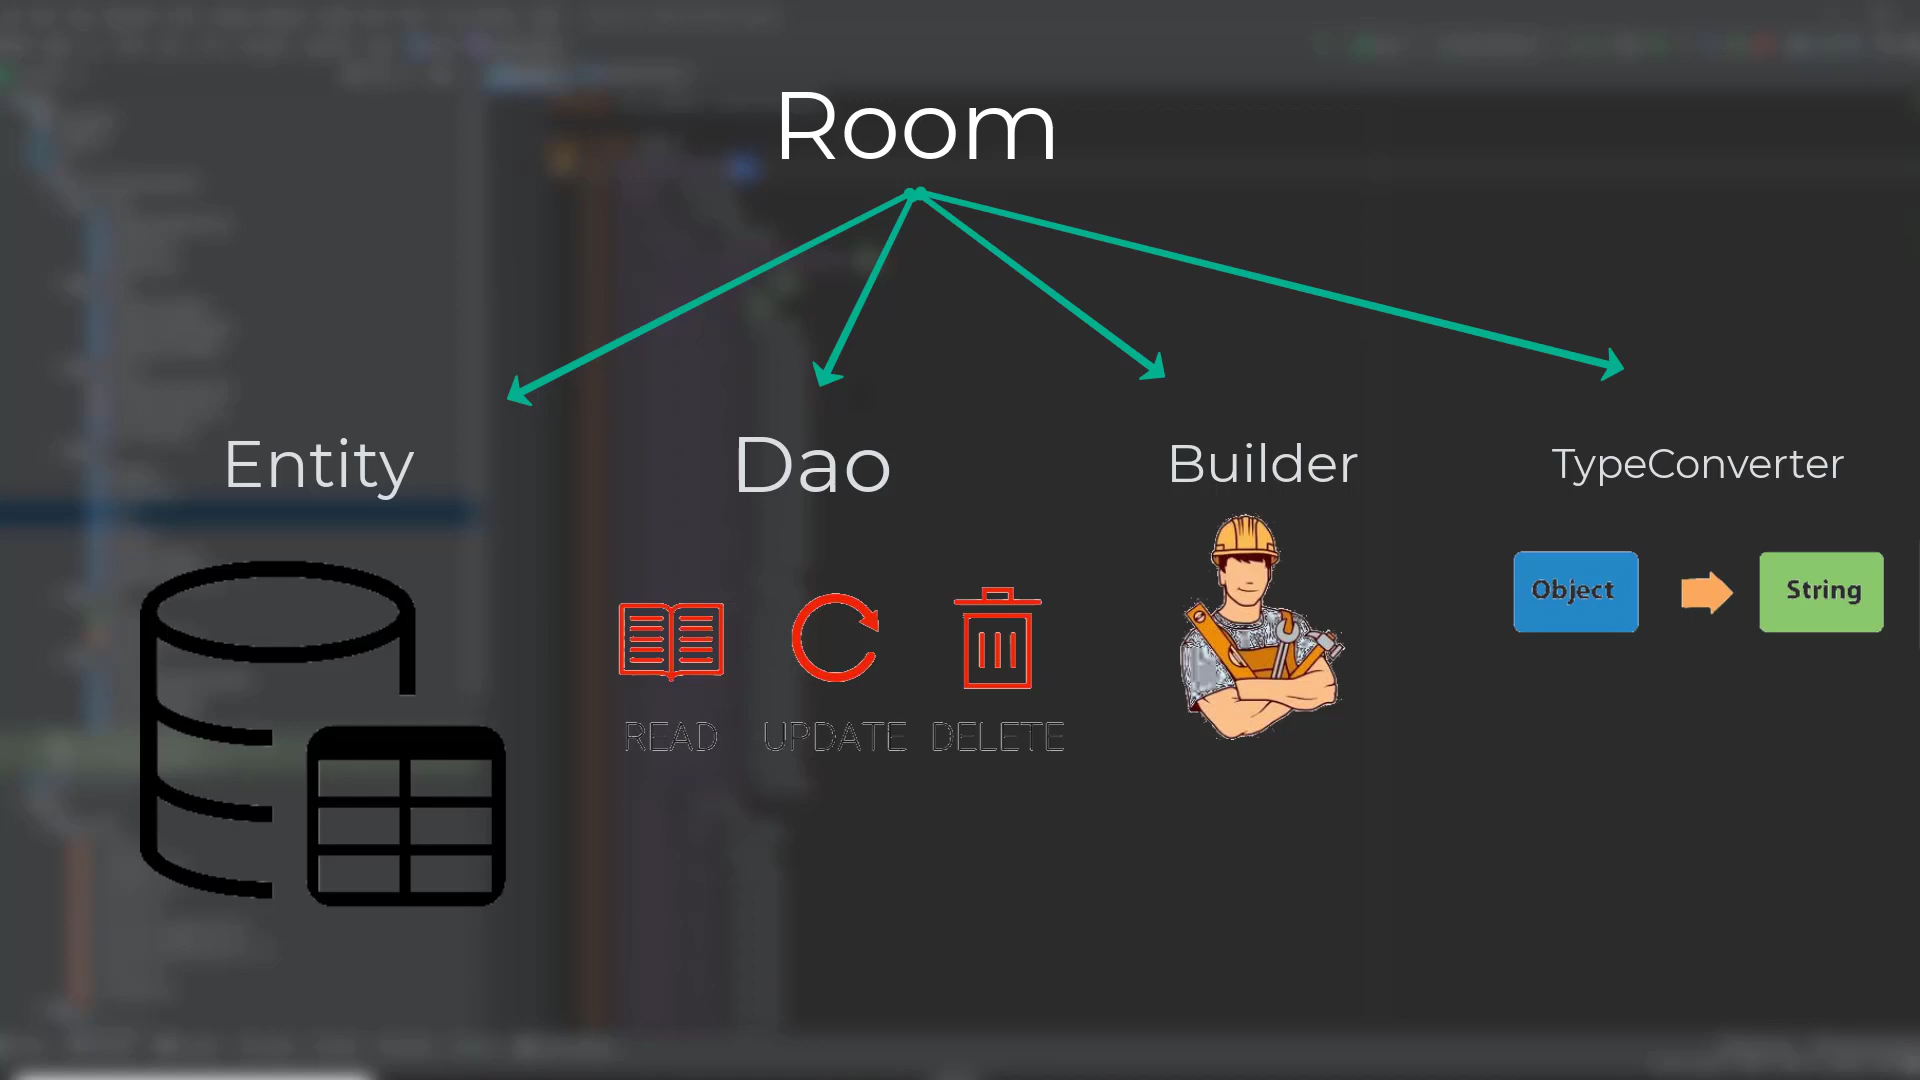 Room
Entity
Dao
Builder
TypeConverter
Object
String
READ
UPDATE
DELETE